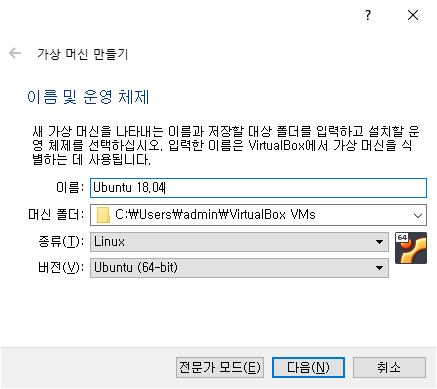 ?
가상 머신 만들기
이름 및 운영 체제
새 가상 머신을 나타내는 이름과 저장할 대상 폴더를 입력하고 설치할 운
영 체제를 선택하십시오. 입력한 이름은 VirtualBox에서 가상 머신을 식
별하는 데 사용됩니다.
이름: Ubuntu 18.04
머신 폴더: C:₩Users₩admin₩VirtualBox VMs
종류(T): Linux
64
버전(V): Ubuntu (64-bit)
전문가 모드(E) 다음(N) 취소